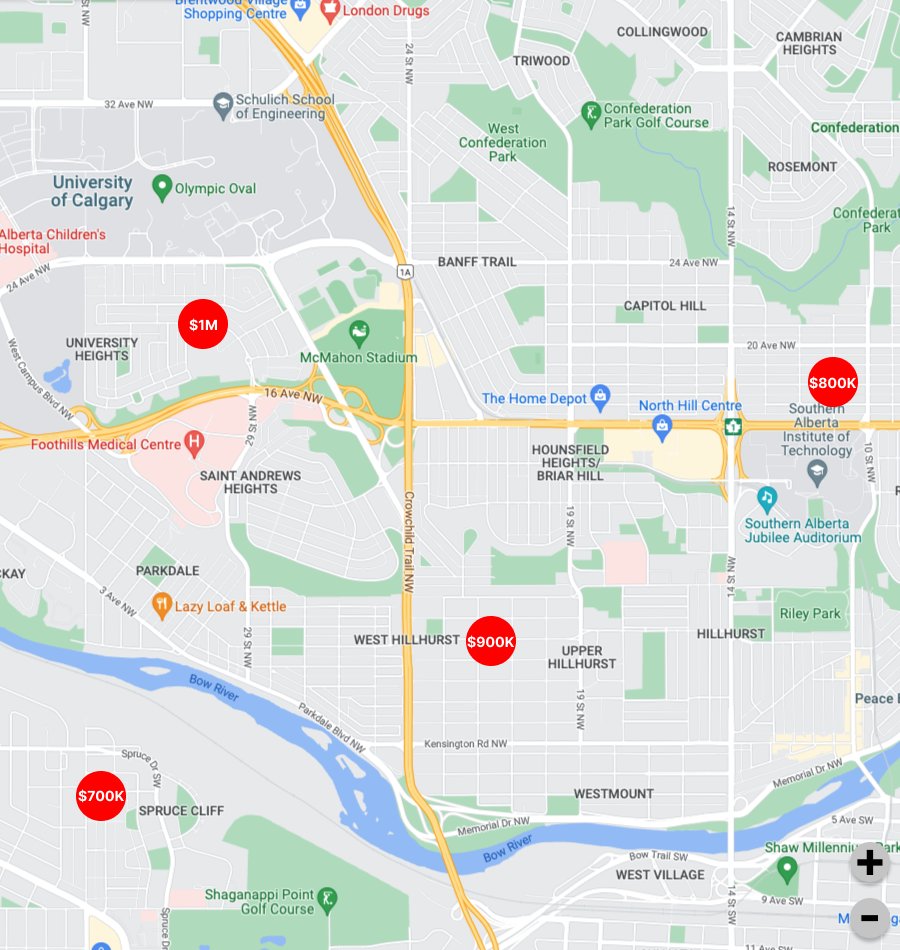 Brentwood Village
Shopping Centre
London Drugs
St NW
24 St NW
COLLINGWOOD
CAMBRIAN
HEIGHTS
TRIWOOD
32 Ave NW
Schulich School
of Engineering
Confederation
Park Golf Course
West
Confederation
Park
Confederation
ROSEMONT
University
of Calgary
Olympic Oval
Alberta Children's
Hospital
14 St NW
Confederat
Park
24 Ave NW
1A
BANFF TRAIL
24 Ave NW
CAPITOL HILL
$1M
UNIVERSITY
HEIGHTS
McMahon Stadium
20 Ave NW
West Campus Blvd NW
16 Ave NW
The Home Depot
North Hill Centre
$800K
Southern
Alberta
Institute of
Technology
1
29 St NW
Foothills Medical Centre
H
SAINT ANDREWS
HEIGHTS
HOUNSFIELD
HEIGHTS/
BRIAR HILL
10 St NW
Crowchild Trail NW
19 St NW
Southern Alberta
Jubilee Auditorium
R
CKAY
PARKDALE
14 St NW
3 Ave NW
Lazy Loaf & Kettle
Riley Park
29 St NW
WEST HILLHURST
$900K
HILLHURST
UPPER
HILLHURST
Bow River
19 St NW
Peace B
Parkdale Blvd NW
Kensington Rd NW
Spruce Dr SW
$700K
SPRUCE CLIFF
WESTMOUNT
Memorial Dr NW
Memorial Dr NW
5 Ave SW
Bow River
Bow Trail SW
Shaw Millennium Park
WEST VILLAGE
+
Shaganappi Point
Golf Course
9 Ave SW
14 St SW
Spruce D
-
11 Ave SW